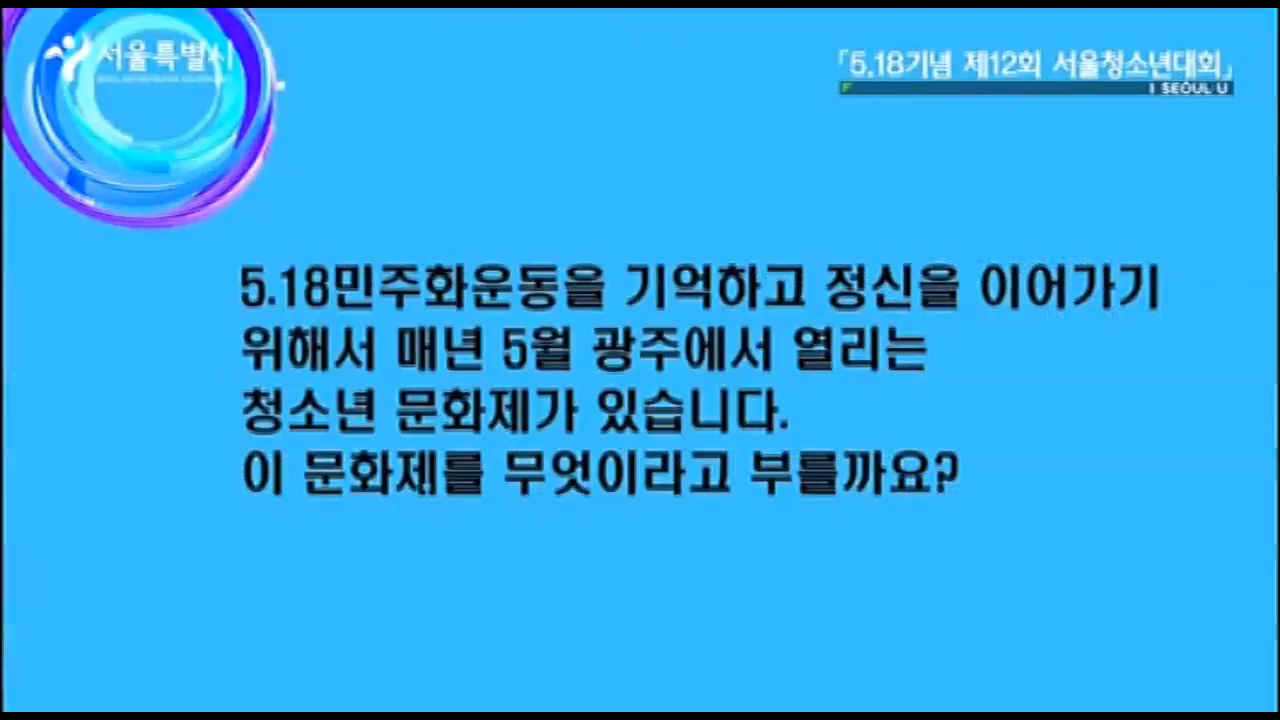 서울특별시
「5.18기념 제12회 서울청소년대회」
I SEOUL U
5.18민주화운동을 기억하고 정신을 이어가기
위해서 매년 5월 광주에서 열리는
청소년 문화제가 있습니다.
이 문화제를 무엇이라고 부를까요?